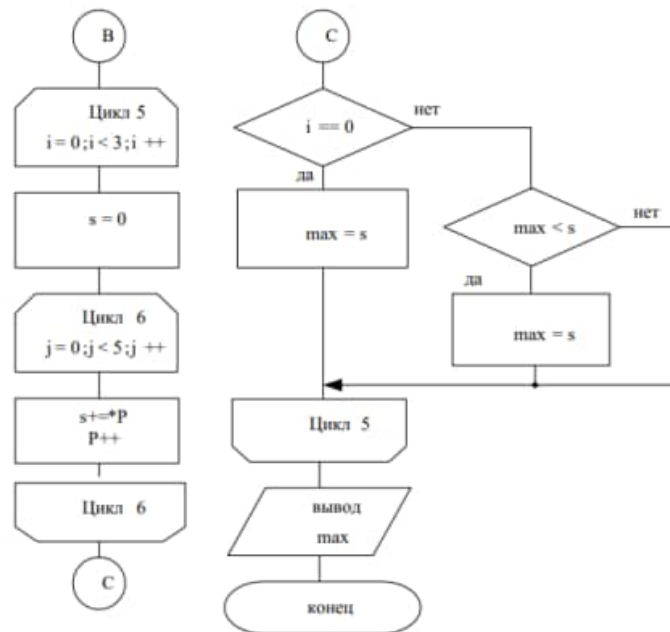 B
Цикл 5
i = 0 ; i < 3 ; i ++
s = 0
Цикл 6
j = 0 ; j < 5 ; j ++
s+=*P
P++
Цикл 6
C
C
i == 0
нет
да
max = s
max < s
нет
да
max = s
Цикл 5
вывод
max
конец